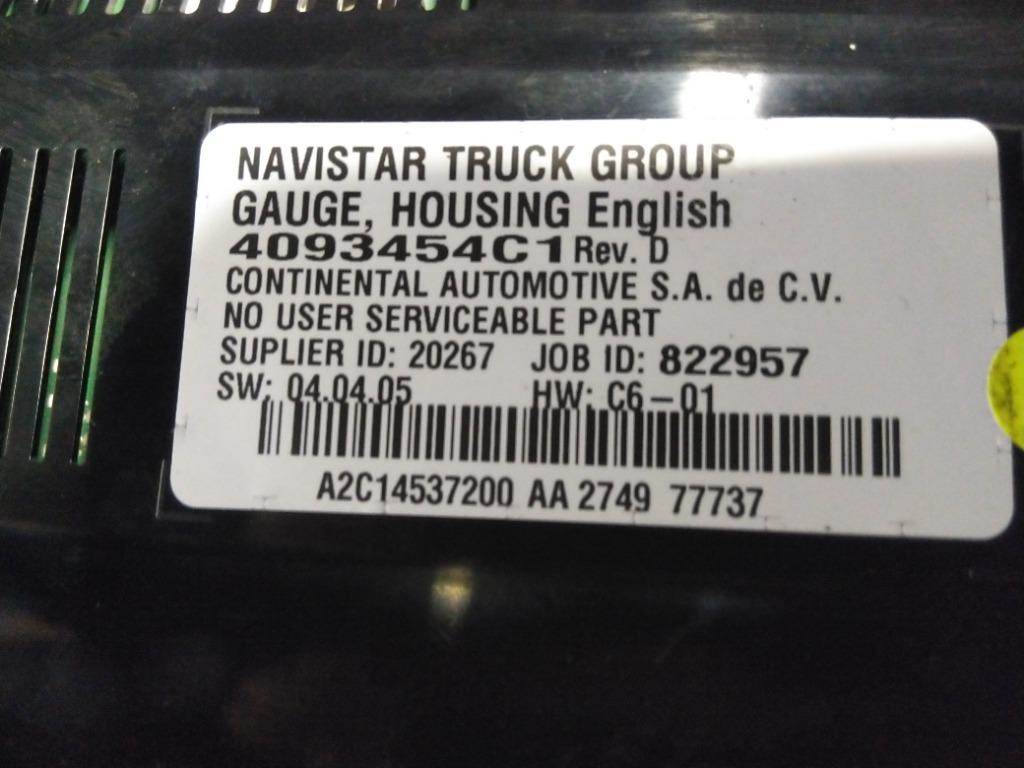 NAVISTAR TRUCK GROUP
GAUGE, HOUSING English
4093454C1 Rev. D
CONTINENTAL AUTOMOTIVE S.A. de C.V.
NO USER SERVICEABLE PART
SUPLIER ID: 20267 JOB ID: 822957
SW: 04.04.05 HW: C6-01
A2C14537200 AA 2749 77737